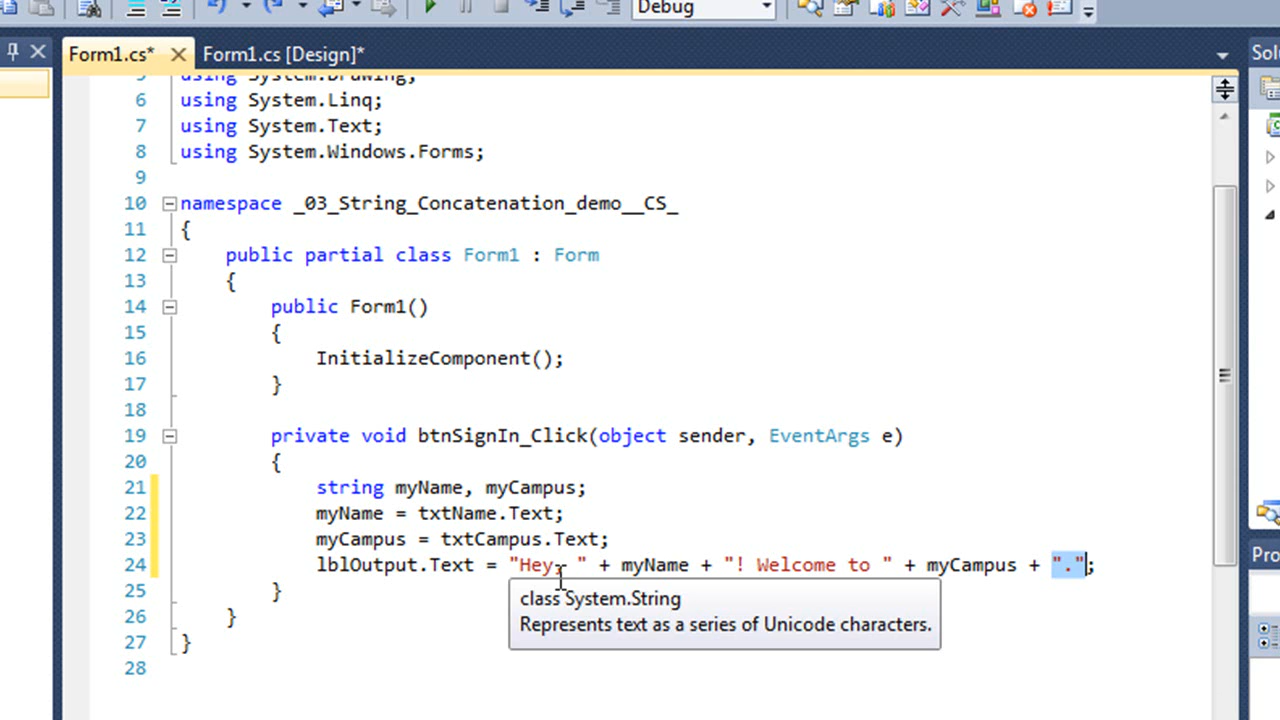 Debug
Form1.cs*
Form1.cs [Design]*
Sol
5 using System.Drawing;
6 using System.Linq;
7 using System.Text;
8 using System.Windows.Forms;
9
10 namespace _03_String_Concatenation_demo__CS_
11 {
12 public partial class Form1 : Form
13 {
14 public Form1()
15 {
16 InitializeComponent();
17 }
18
19 private void btnSignIn_Click(object sender, EventArgs e)
20 {
21 string myName, myCampus;
22 myName = txtName.Text;
23 myCampus = txtCampus.Text;
24 lblOutput.Text = "Hey, " + myName + "! Welcome to " + myCampus + ".";
25 }
26 }
27 }
28
class System.String
Represents text as a series of Unicode characters.
Pro